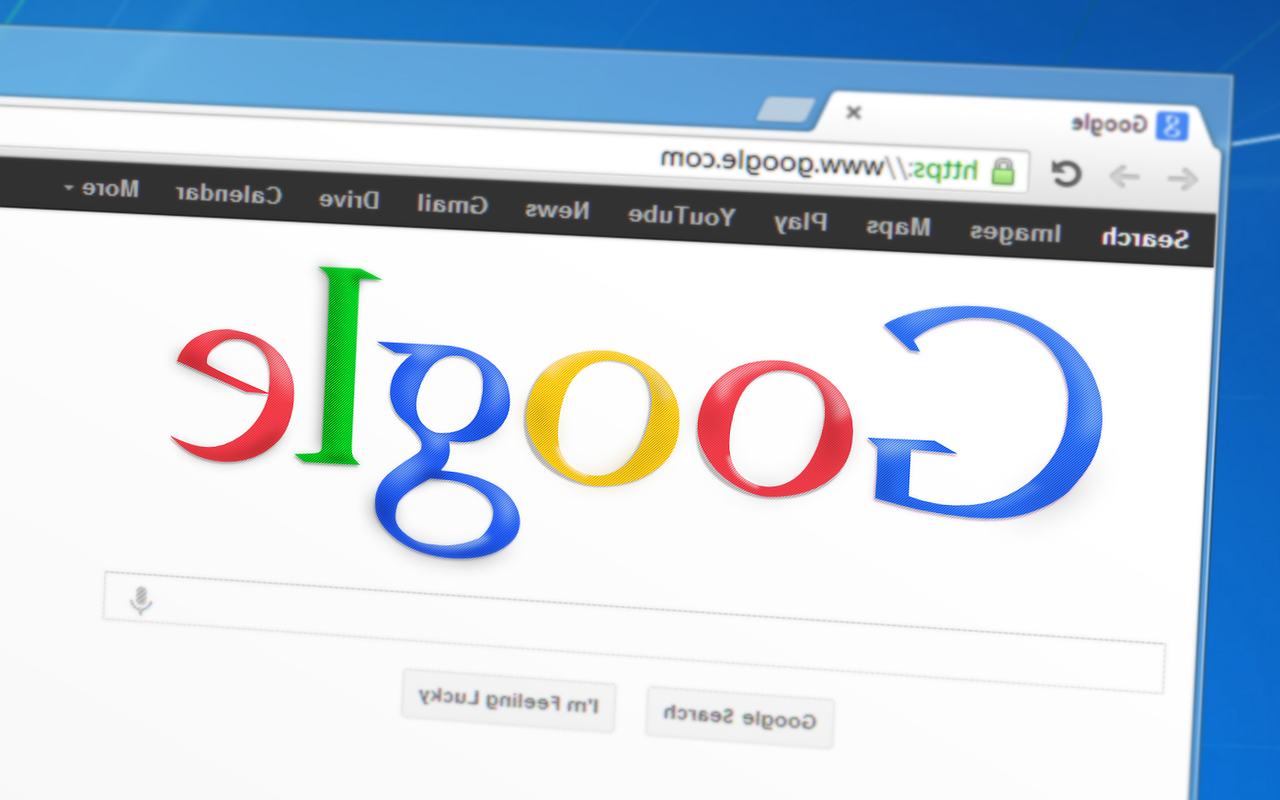 Google
https://www.google.com
Search Images Maps Play YouTube News Gmail Drive Calendar More
Google
Google Search I'm Feeling Lucky